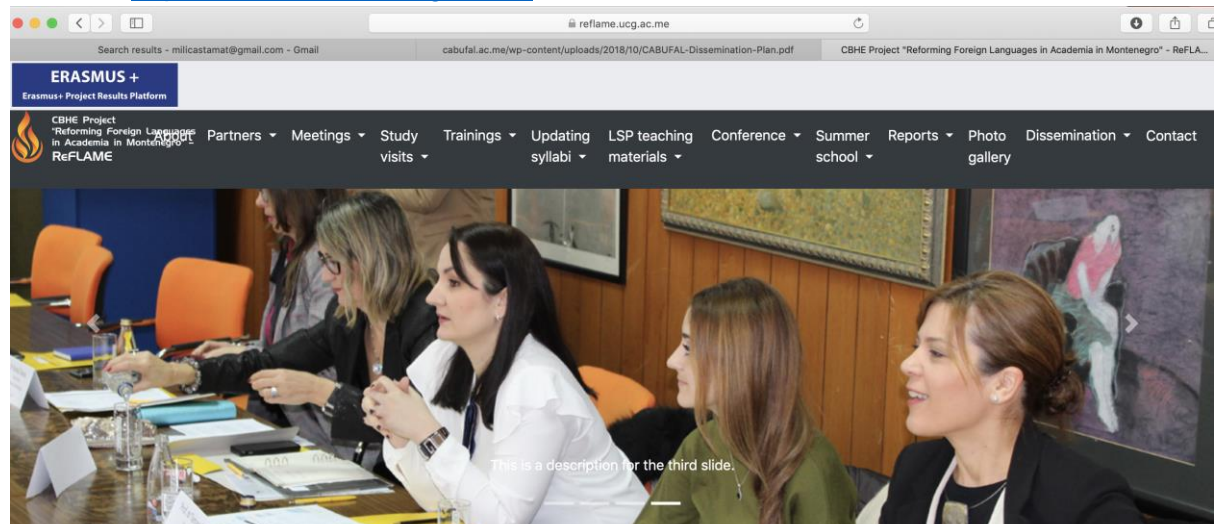 reflame.ucg.ac.me
Search results - milicastamat@gmail.com - Gmail
cabufal.ac.me/wp-content/uploads/2018/10/CABUFAL-Dissemination-Plan.pdf
CBHE Project "Reforming Foreign Languages in Academia in Montenegro" - ReFLA...
ERASMUS +
Erasmus+ Project Results Platform
CBHE Project
"Reforming Foreign Languages
in Academia in Montenegro" -
ReFLAME
About
Partners
Meetings
Study
visits
Trainings
Updating
syllabi
LSP teaching
materials
Conference
Summer
school
Reports
Photo
gallery
Dissemination
Contact
This is a description for the third slide.